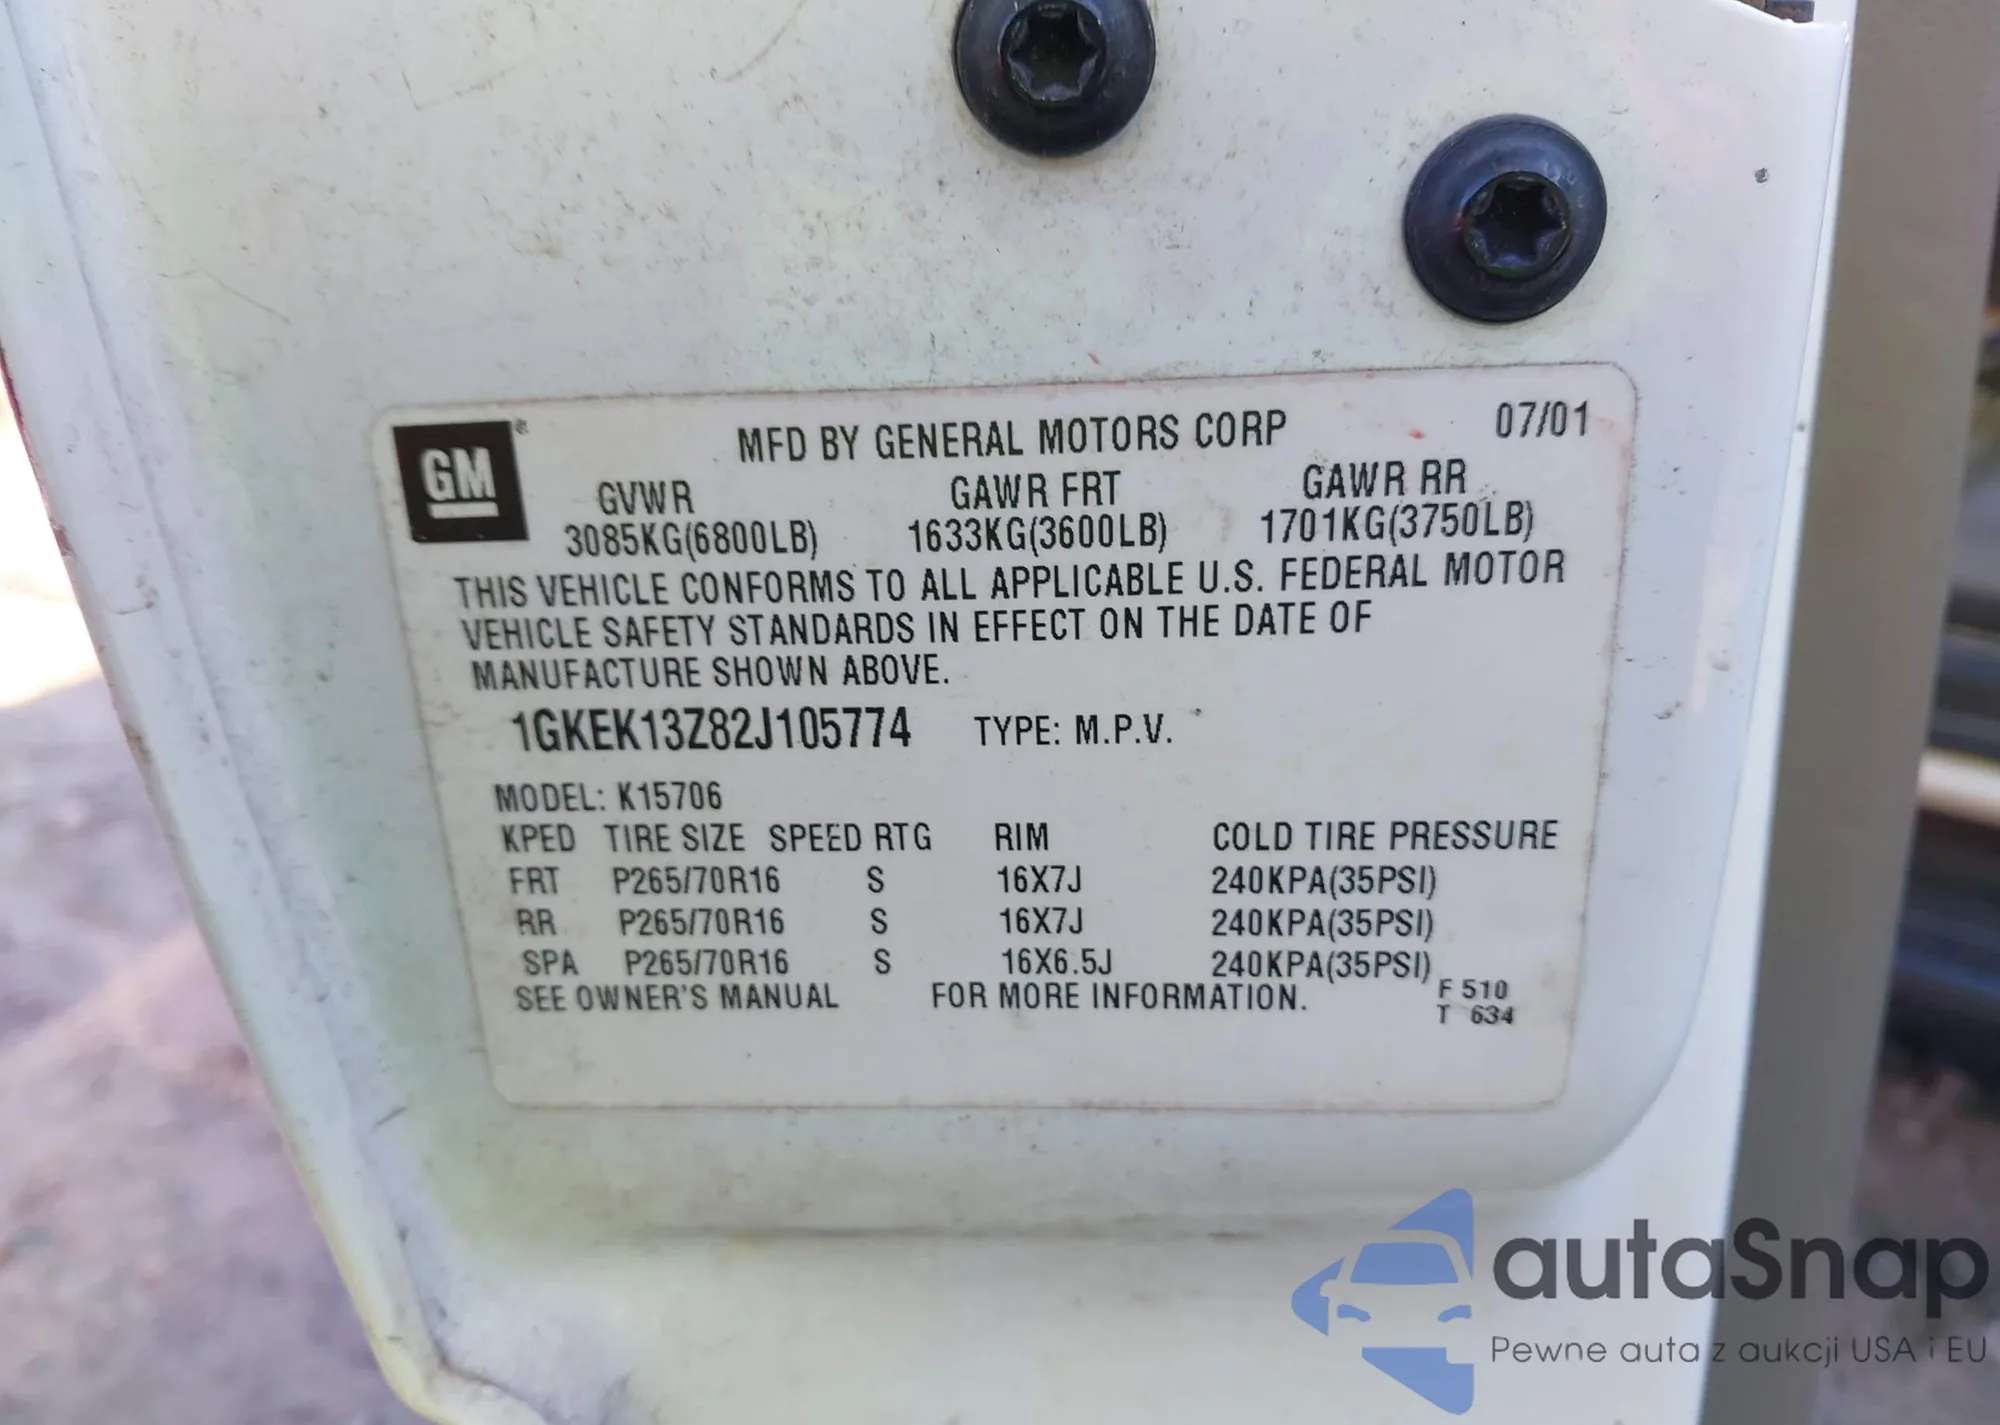 GM®
MFD BY GENERAL MOTORS CORP 07/01
GVWR GAWR FRT GAWR RR
3085KG(6800LB) 1633KG(3600LB) 1701KG(3750LB)
THIS VEHICLE CONFORMS TO ALL APPLICABLE U.S. FEDERAL MOTOR
VEHICLE SAFETY STANDARDS IN EFFECT ON THE DATE OF
MANUFACTURE SHOWN ABOVE.
1GKEK13Z82J105774 TYPE: M.P.V.
MODEL: K15706
KPED TIRE SIZE SPEED RTG RIM COLD TIRE PRESSURE
FRT P265/70R16 S 16X7J 240KPA(35PSI)
RR P265/70R16 S 16X7J 240KPA(35PSI)
SPA P265/70R16 S 16X6.5J 240KPA(35PSI)
SEE OWNER'S MANUAL FOR MORE INFORMATION.
F 510
T 634
autaSnap
Pewne auta z aukcji USA i EU